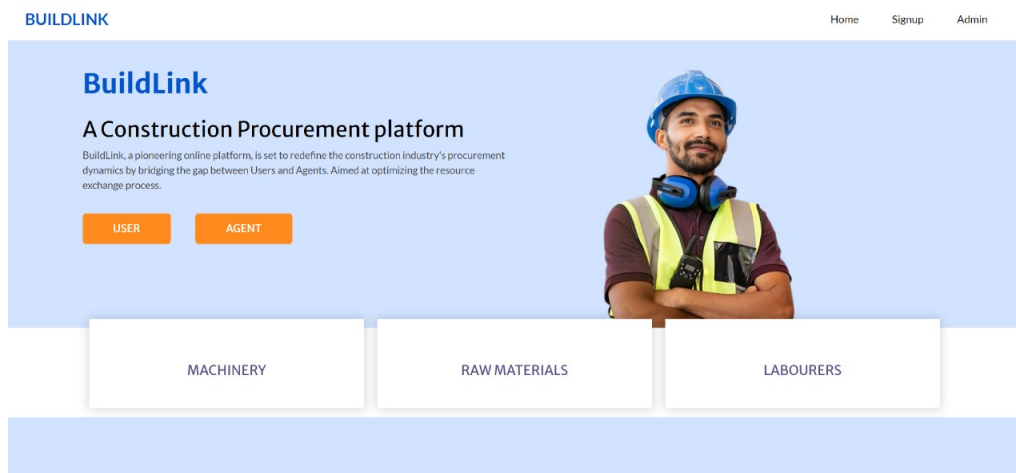 BUILDLINK
Home Signup Admin
BuildLink
A Construction Procurement platform
BuildLink, a pioneering online platform, is set to redefine the construction industry's procurement
dynamics by bridging the gap between Users and Agents. Aimed at optimizing the resource
exchange process.
USER AGENT
MACHINERY RAW MATERIALS LABOURERS